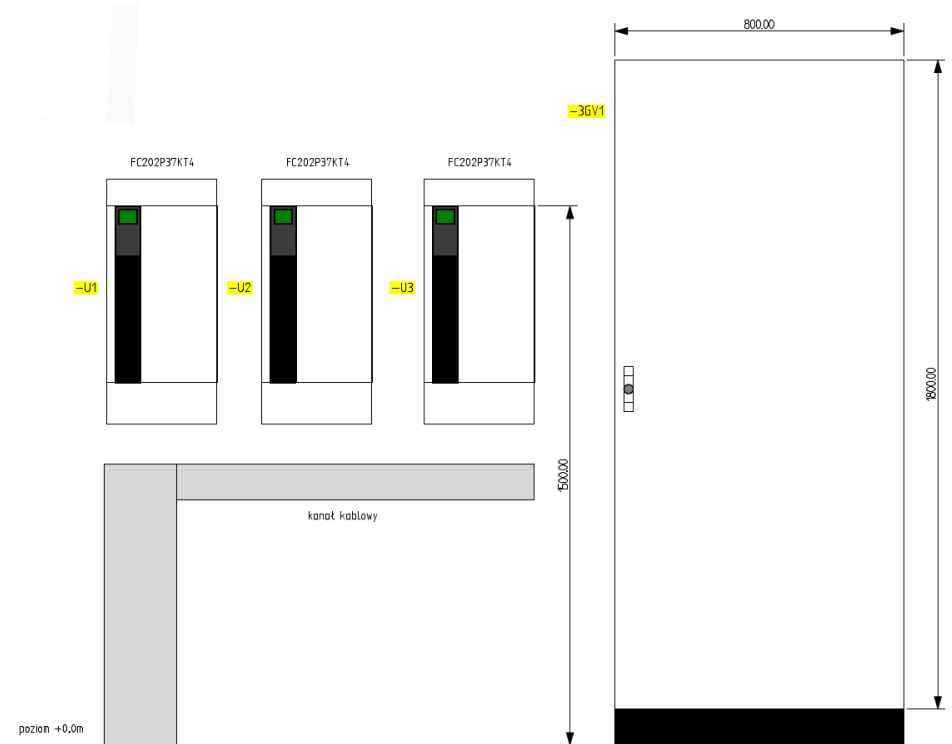 800.00
-3GV1
FC202P37KT4
FC202P37KT4
FC202P37KT4
-U1
-U2
-U3
1800.00
1500.00
kanał kablowy
poziom +0,0m